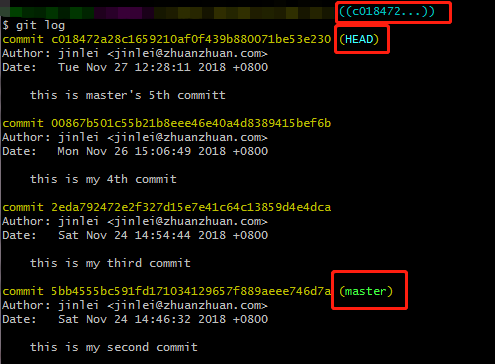 ((c018472...))
$ git log
commit c018472a28c1659210af0f439b880071be53e230 (HEAD)
Author: jinlei <jinlei@zhuanzhuan.com>
Date:   Tue Nov 27 12:28:11 2018 +0800
this is master's 5th committ
commit 00867b501c55b21b8eee46e40a4d8389415bef6b
Author: jinlei <jinlei@zhuanzhuan.com>
Date:   Mon Nov 26 15:06:49 2018 +0800
this is my 4th commit
commit 2eda792472e2f327d15e7e41c64c13859d4e4dca
Author: jinlei <jinlei@zhuanzhuan.com>
Date:   Sat Nov 24 14:54:44 2018 +0800
this is my third commit
commit 5bb4555bc591fd171034129657f889aeee746d7a (master)
Author: jinlei <jinlei@zhuanzhuan.com>
Date:   Sat Nov 24 14:46:32 2018 +0800
this is my second commit